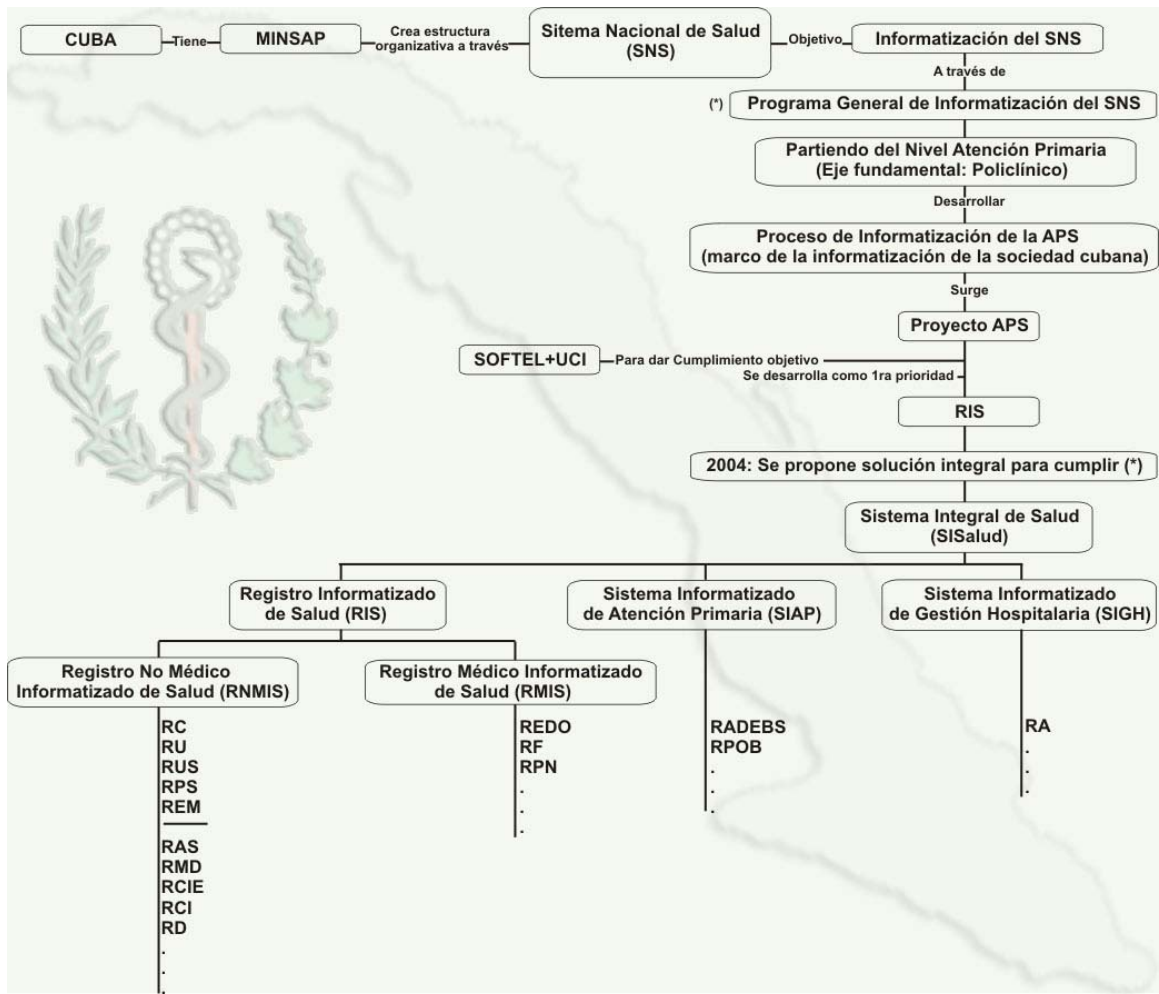 CUBA Tiene MINSAP Crea estructura organizativa a través Sitema Nacional de Salud (SNS) Objetivo Informatización del SNS
A través de
(*) Programa General de Informatización del SNS
Partiendo del Nivel Atención Primaria
(Eje fundamental: Policlínico)
Desarrollar
Proceso de Informatización de la APS
(marco de la informatización de la sociedad cubana)
Surge
Proyecto APS
SOFTEL+UCI Para dar Cumplimiento objetivo
Se desarrolla como 1ra prioridad
RIS
2004: Se propone solución integral para cumplir (*)
Sistema Integral de Salud
(SISalud)
Registro Informatizado
de Salud (RIS)
Sistema Informatizado
de Atención Primaria (SIAP)
Sistema Informatizado
de Gestión Hospitalaria (SIGH)
Registro No Médico
Informatizado de Salud (RNMIS)
Registro Médico Informatizado
de Salud (RMIS)
RC
RU
RUS
RPS
REM
RAS
RMD
RCIE
RCI
RD
.
.
.
REDO
RF
RPN
.
.
.
RADEBS
RPOB
.
.
.
RA
.
.
.